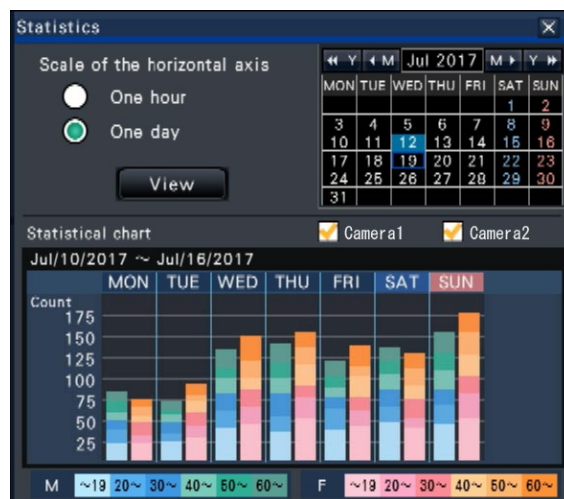 Statistics
Scale of the horizontal axis
One hour
One day
View
Y M Jul 2017 M Y
MON TUE WED THU FRI SAT SUN
1 2
3 4 5 6 7 8 9
10 11 12 13 14 15 16
17 18 19 20 21 22 23
24 25 26 27 28 29 30
31
Statistical chart
Camera1 Camera2
Jul/10/2017 ~ Jul/16/2017
MON TUE WED THU FRI SAT SUN
Count
175
150
125
100
75
50
25
M ~19 20~ 30~ 40~ 50~ 60~ F ~19 20~ 30~ 40~ 50~ 60~